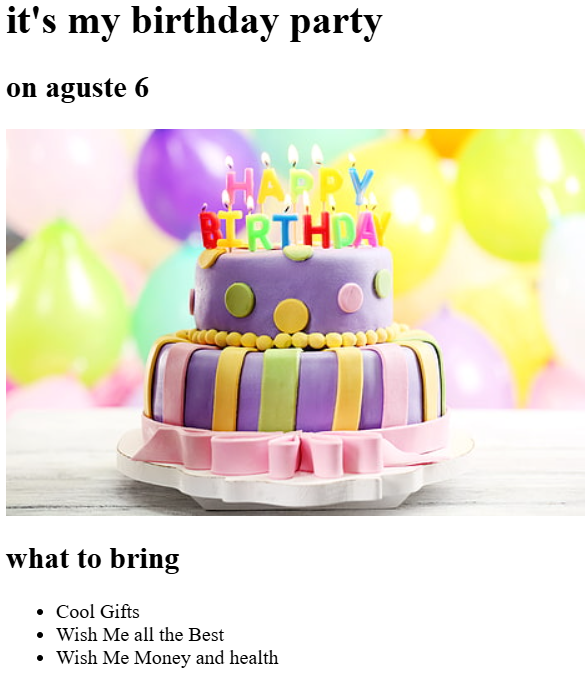 it's my birthday party
on aguste 6
HAPPY
BIRTHDAY
what to bring
Cool Gifts
Wish Me all the Best
Wish Me Money and health